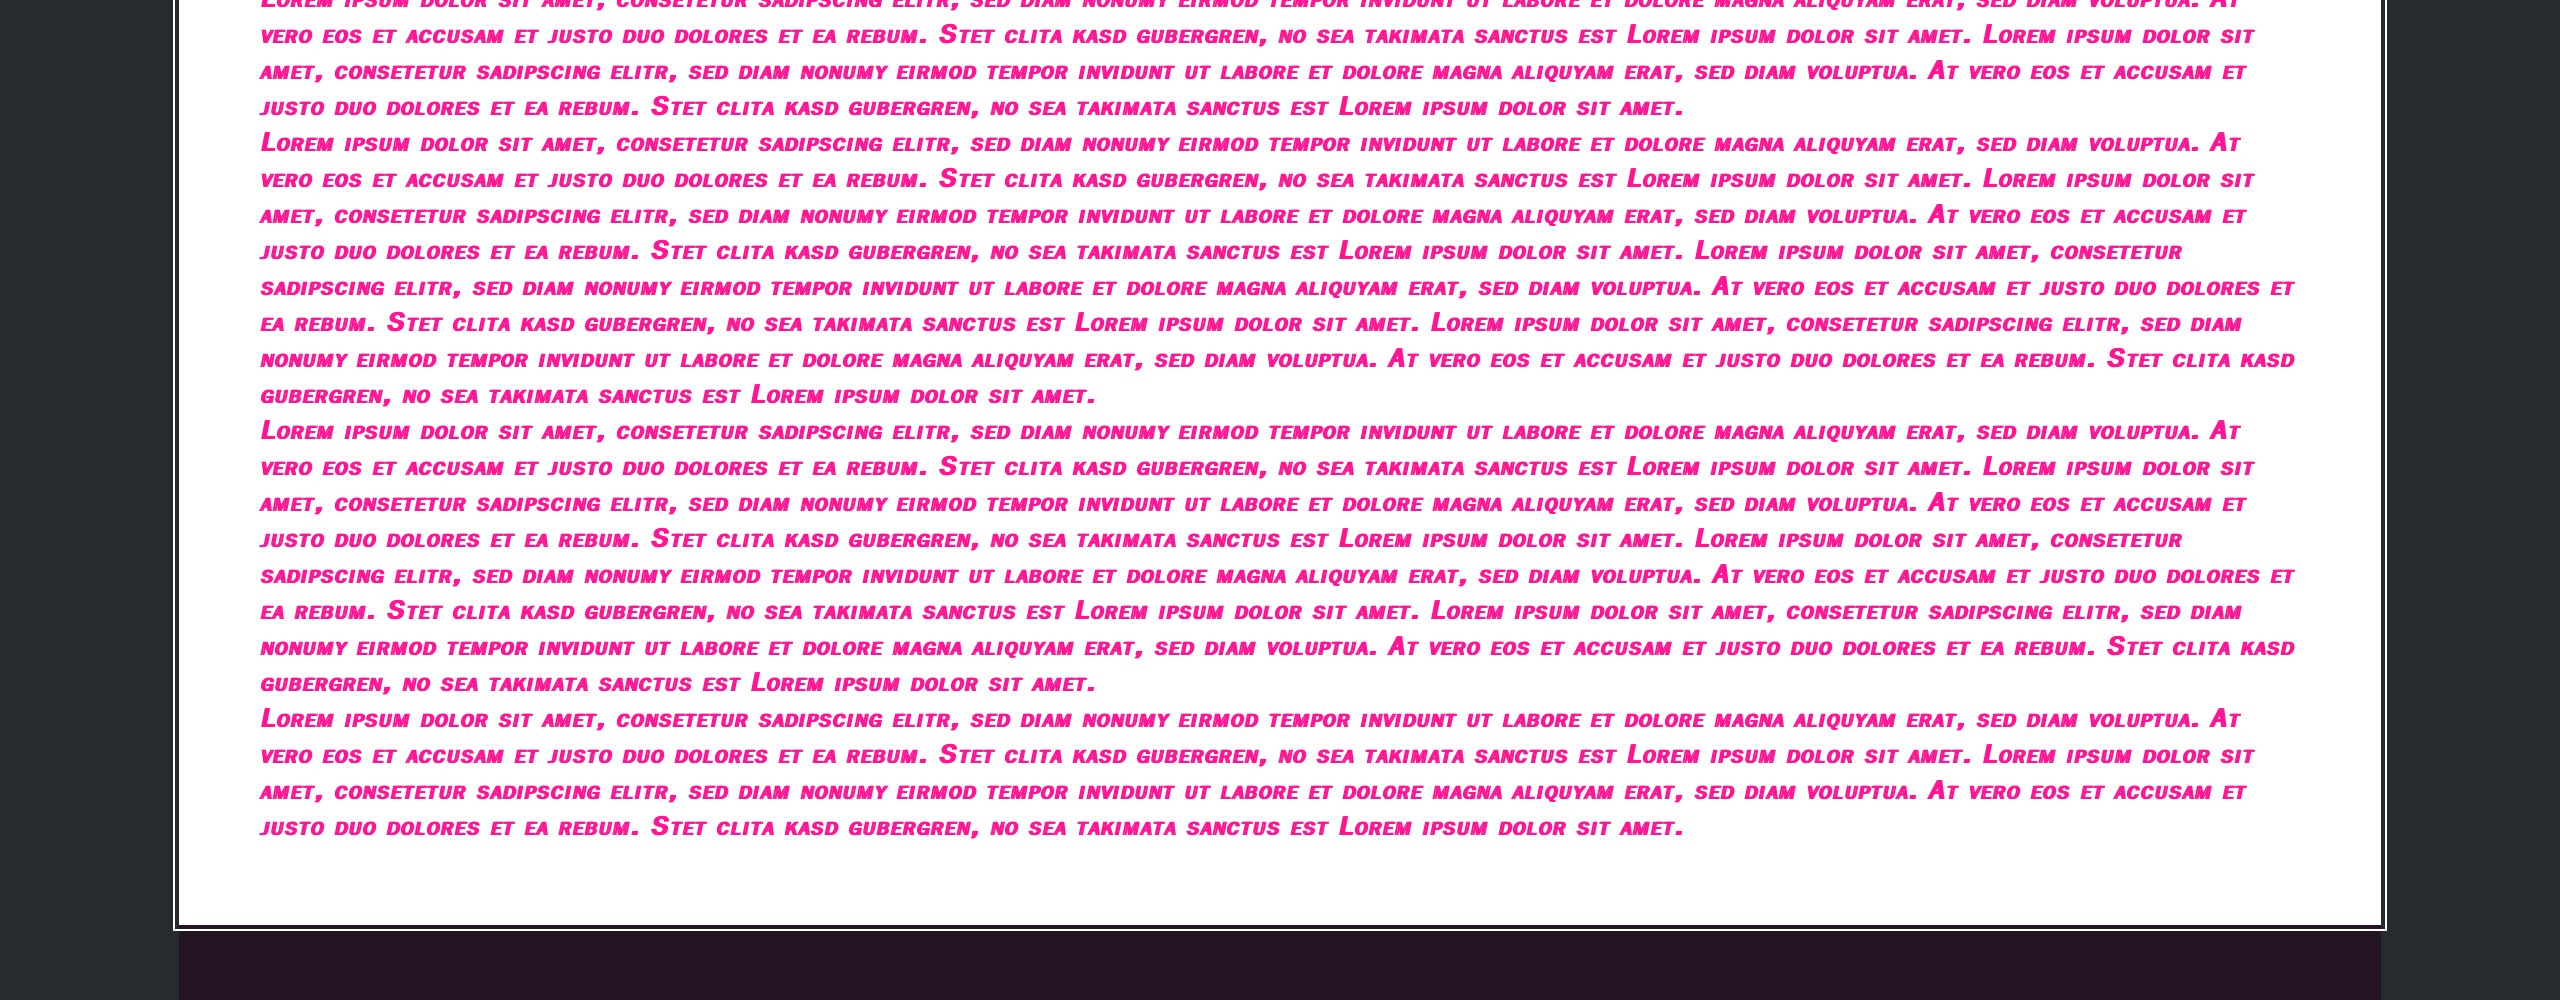 Lorem ipsum dolor sit amet, consetetur sadipscing elitr, sed diam nonumy eirmod tempor invidunt ut labore et dolore magna aliquyam erat, sed diam voluptua. At
vero eos et accusam et justo duo dolores et ea rebum. Stet clita kasd gubergren, no sea takimata sanctus est Lorem ipsum dolor sit amet. Lorem ipsum dolor sit
amet, consetetur sadipscing elitr, sed diam nonumy eirmod tempor invidunt ut labore et dolore magna aliquyam erat, sed diam voluptua. At vero eos et accusam et
justo duo dolores et ea rebum. Stet clita kasd gubergren, no sea takimata sanctus est Lorem ipsum dolor sit amet.
Lorem ipsum dolor sit amet, consetetur sadipscing elitr, sed diam nonumy eirmod tempor invidunt ut labore et dolore magna aliquyam erat, sed diam voluptua. At
vero eos et accusam et justo duo dolores et ea rebum. Stet clita kasd gubergren, no sea takimata sanctus est Lorem ipsum dolor sit amet. Lorem ipsum dolor sit
amet, consetetur sadipscing elitr, sed diam nonumy eirmod tempor invidunt ut labore et dolore magna aliquyam erat, sed diam voluptua. At vero eos et accusam et
justo duo dolores et ea rebum. Stet clita kasd gubergren, no sea takimata sanctus est Lorem ipsum dolor sit amet. Lorem ipsum dolor sit amet, consetetur
sadipscing elitr, sed diam nonumy eirmod tempor invidunt ut labore et dolore magna aliquyam erat, sed diam voluptua. At vero eos et accusam et justo duo dolores et
ea rebum. Stet clita kasd gubergren, no sea takimata sanctus est Lorem ipsum dolor sit amet. Lorem ipsum dolor sit amet, consetetur sadipscing elitr, sed diam
nonumy eirmod tempor invidunt ut labore et dolore magna aliquyam erat, sed diam voluptua. At vero eos et accusam et justo duo dolores et ea rebum. Stet clita kasd
gubergren, no sea takimata sanctus est Lorem ipsum dolor sit amet.
Lorem ipsum dolor sit amet, consetetur sadipscing elitr, sed diam nonumy eirmod tempor invidunt ut labore et dolore magna aliquyam erat, sed diam voluptua. At
vero eos et accusam et justo duo dolores et ea rebum. Stet clita kasd gubergren, no sea takimata sanctus est Lorem ipsum dolor sit amet. Lorem ipsum dolor sit
amet, consetetur sadipscing elitr, sed diam nonumy eirmod tempor invidunt ut labore et dolore magna aliquyam erat, sed diam voluptua. At vero eos et accusam et
justo duo dolores et ea rebum. Stet clita kasd gubergren, no sea takimata sanctus est Lorem ipsum dolor sit amet. Lorem ipsum dolor sit amet, consetetur
sadipscing elitr, sed diam nonumy eirmod tempor invidunt ut labore et dolore magna aliquyam erat, sed diam voluptua. At vero eos et accusam et justo duo dolores et
ea rebum. Stet clita kasd gubergren, no sea takimata sanctus est Lorem ipsum dolor sit amet. Lorem ipsum dolor sit amet, consetetur sadipscing elitr, sed diam
nonumy eirmod tempor invidunt ut labore et dolore magna aliquyam erat, sed diam voluptua. At vero eos et accusam et justo duo dolores et ea rebum. Stet clita kasd
gubergren, no sea takimata sanctus est Lorem ipsum dolor sit amet.
Lorem ipsum dolor sit amet, consetetur sadipscing elitr, sed diam nonumy eirmod tempor invidunt ut labore et dolore magna aliquyam erat, sed diam voluptua. At
vero eos et accusam et justo duo dolores et ea rebum. Stet clita kasd gubergren, no sea takimata sanctus est Lorem ipsum dolor sit amet. Lorem ipsum dolor sit
amet, consetetur sadipscing elitr, sed diam nonumy eirmod tempor invidunt ut labore et dolore magna aliquyam erat, sed diam voluptua. At vero eos et accusam et
justo duo dolores et ea rebum. Stet clita kasd gubergren, no sea takimata sanctus est Lorem ipsum dolor sit amet.